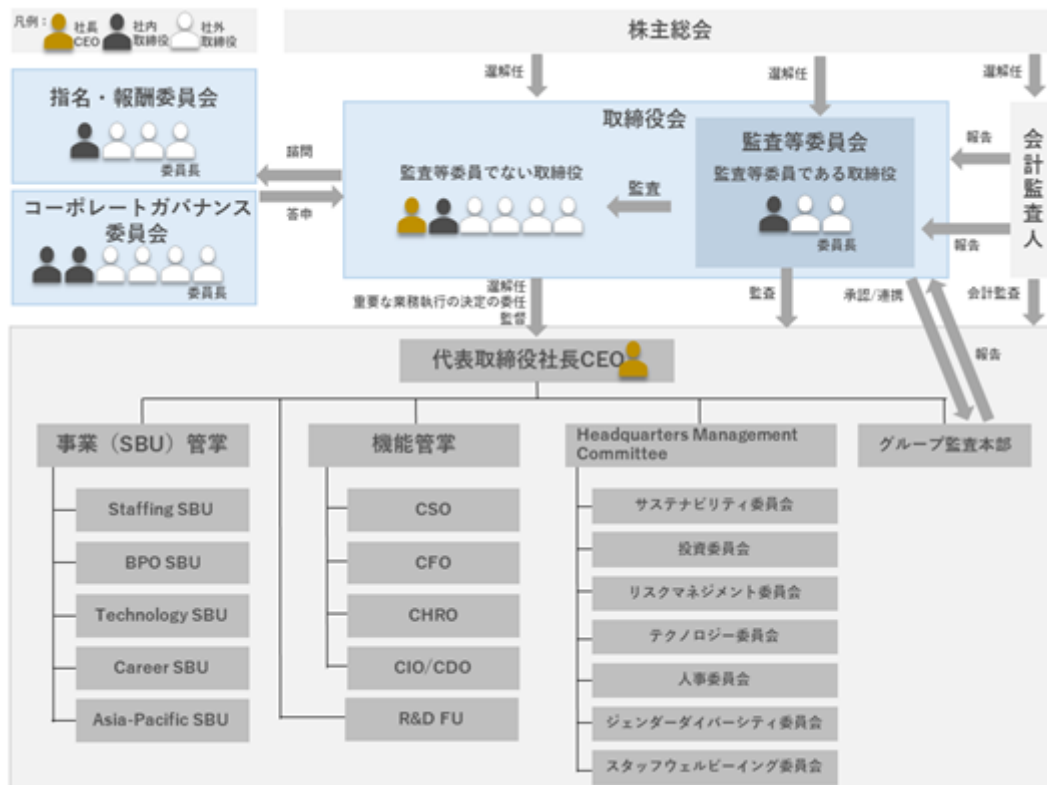 凡例：
社長
CEO
社内
取締役
社外
取締役
株主総会
選解任
選解任
選解任
指名・報酬委員会
委員長
コーポレートガバナンス
委員会
委員長
諮問
答申
取締役会
監査等委員でない取締役
監査
監査等委員会
監査等委員である取締役
委員長
報告
報告
会計監査人
選解任
重要な業務執行の決定の委任
監督
監査
承認/連携
報告
会計監査
代表取締役社長CEO
事業（SBU）管掌
Staffing SBU
BPO SBU
Technology SBU
Career SBU
Asia-Pacific SBU
機能管掌
CSO
CFO
CHRO
CIO/CDO
R&D FU
Headquarters Management
Committee
サステナビリティ委員会
投資委員会
リスクマネジメント委員会
テクノロジー委員会
人事委員会
ジェンダーダイバーシティ委員会
スタッフウェルビーイング委員会
グループ監査本部